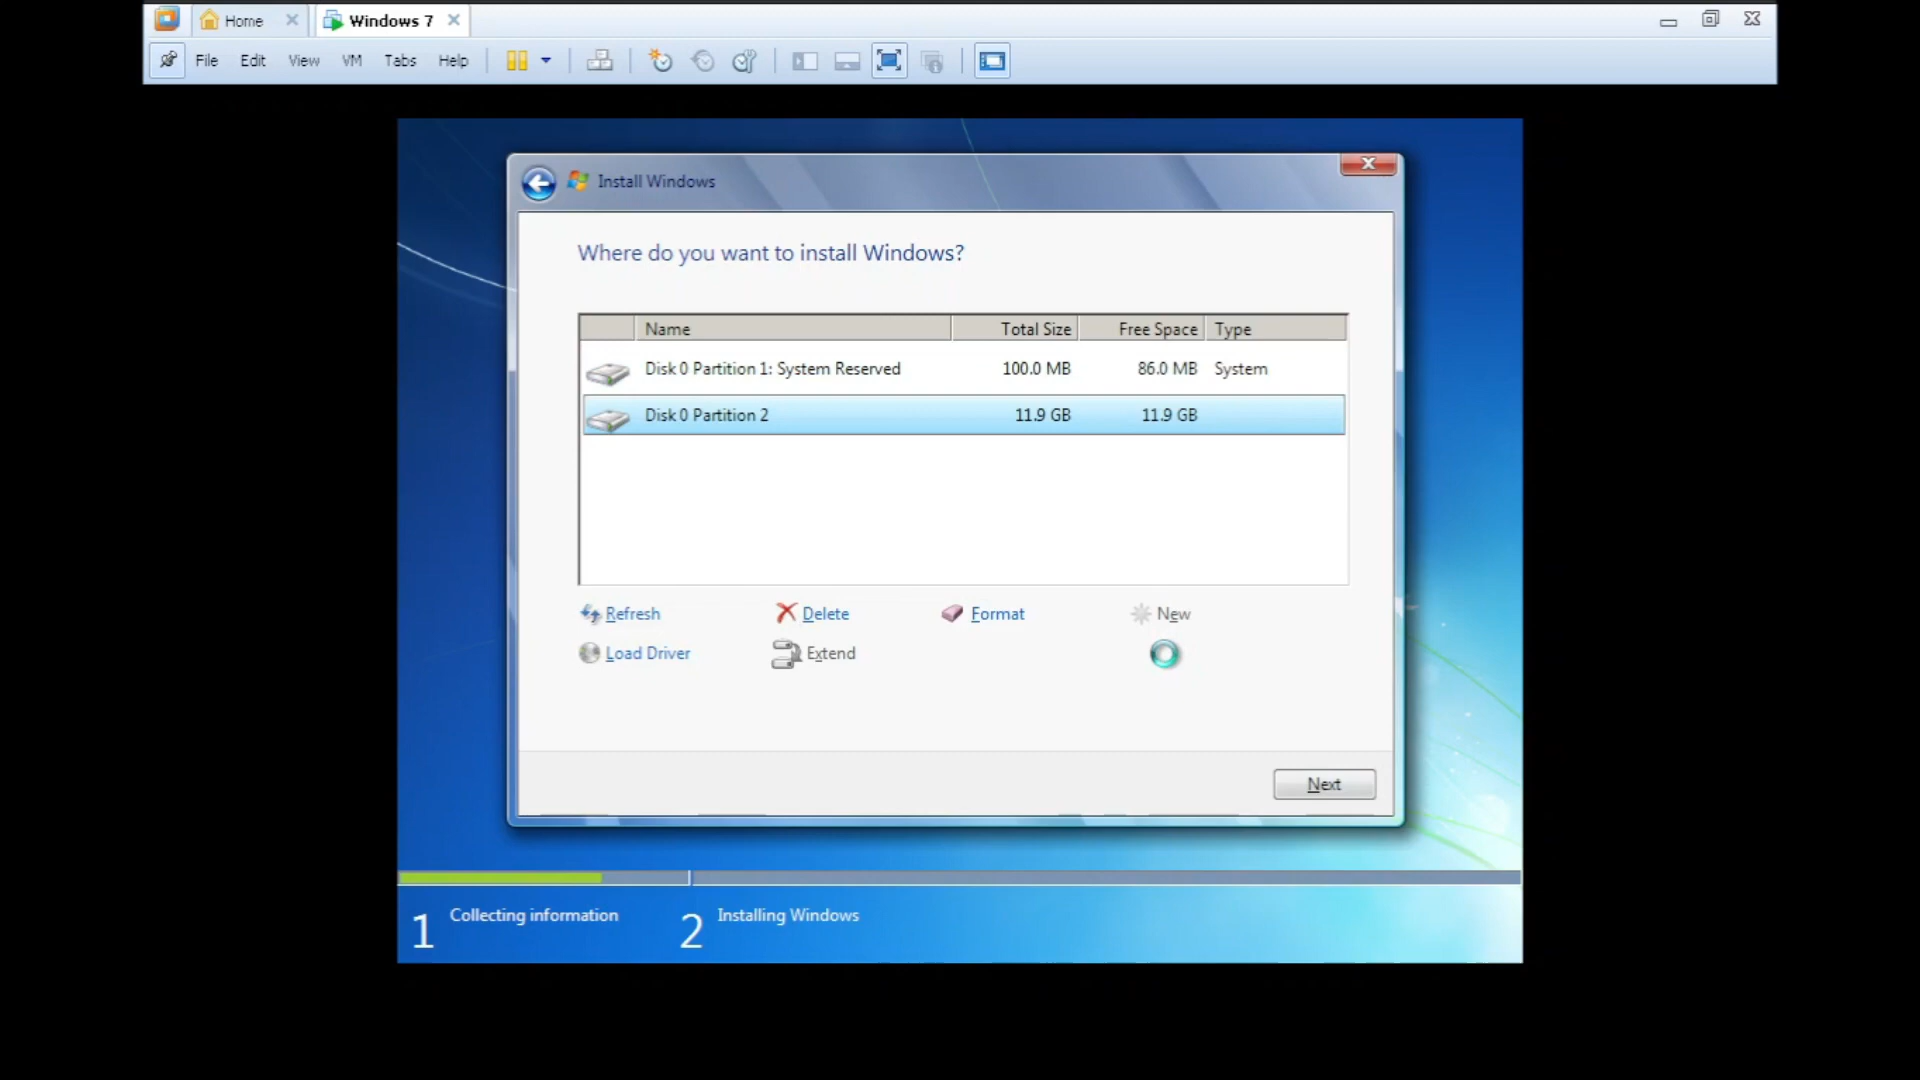 Home
Windows 7
File Edit View VM Tabs Help
Install Windows
Where do you want to install Windows?
Name Total Size Free Space Type
Disk 0 Partition 1: System Reserved 100.0 MB 86.0 MB System
Disk 0 Partition 2 11.9 GB 11.9 GB
Refresh Delete Format New
Load Driver Extend
Next
1 Collecting information 2 Installing Windows